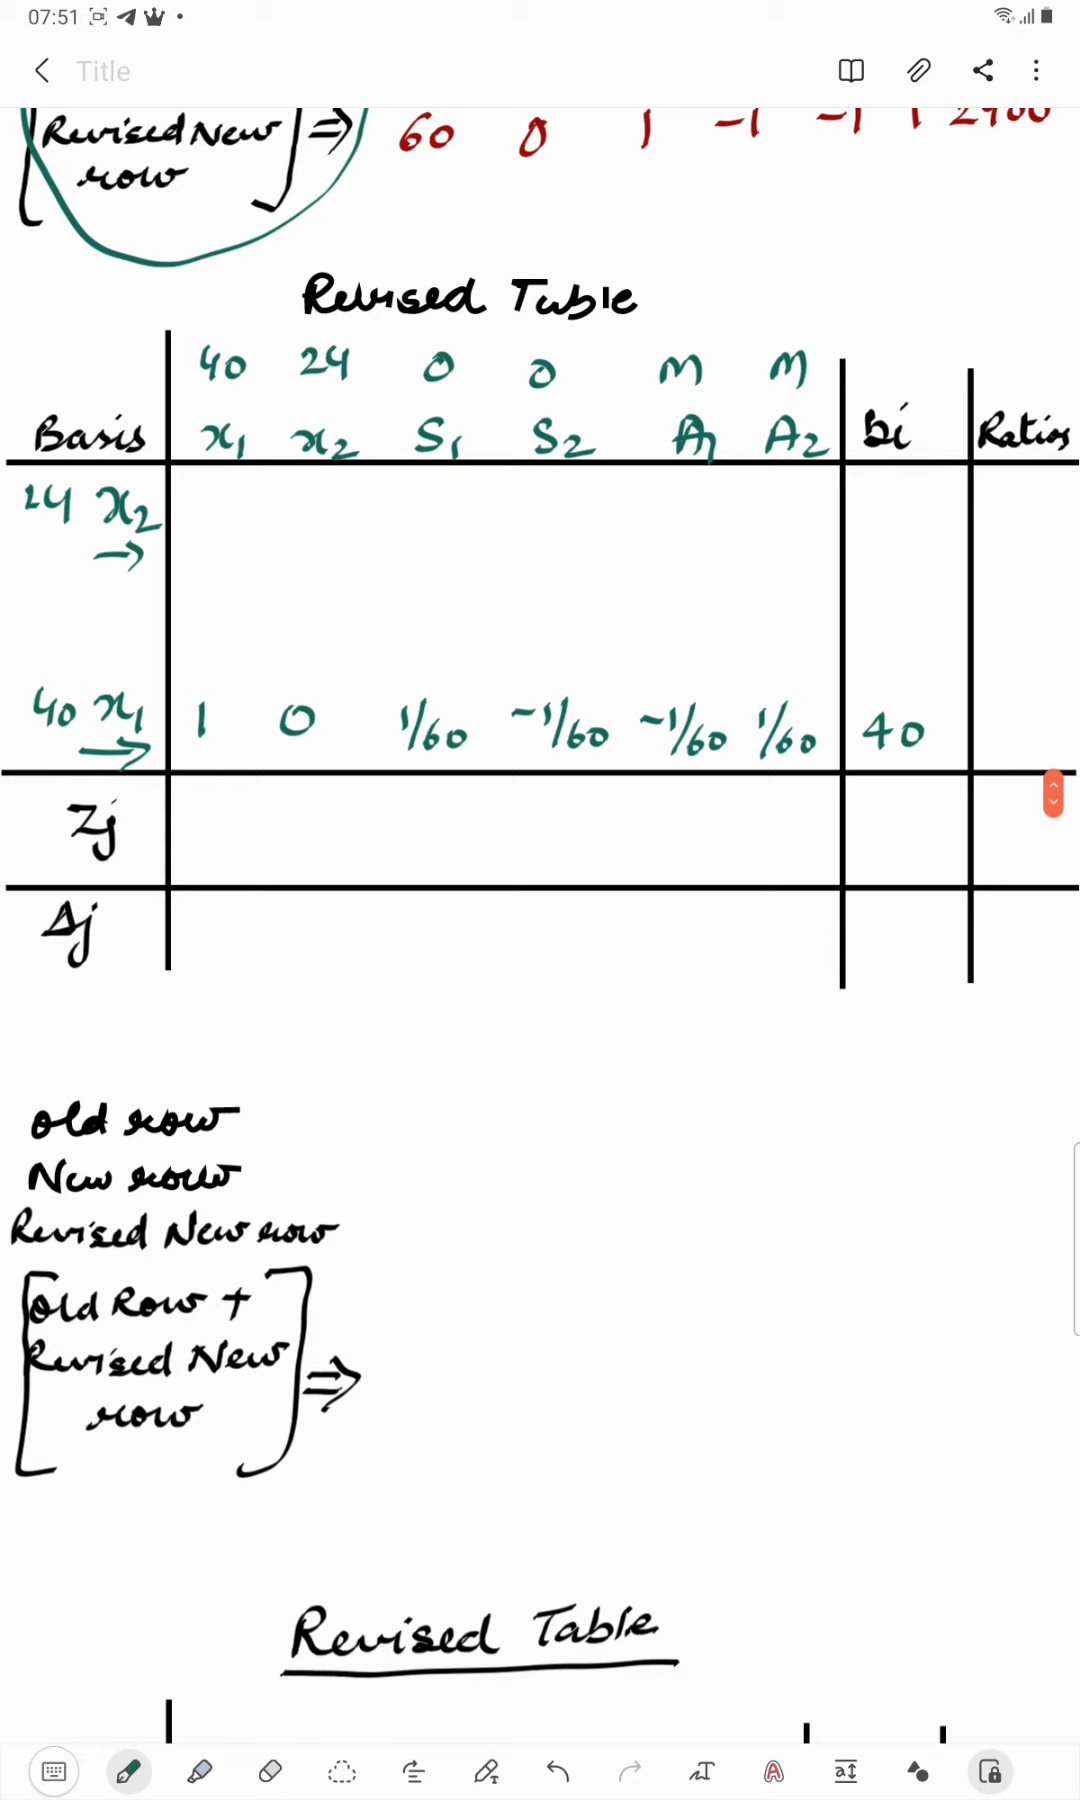 07:51
Title
Revised New row ⇒ 60 0 1 -1 -1 1 2400
Revised Table
40 24 0 0 M M
Basis x1 x2 S1 S2 A1 A2 bi Ratios
24 x2
→
40 x1 1 0 1/60 -1/60 -1/60 1/60 40
→
Zj
Δj
old row
New row
Revised New row
[old Row +
Revised New ⇒
row]
Revised Table